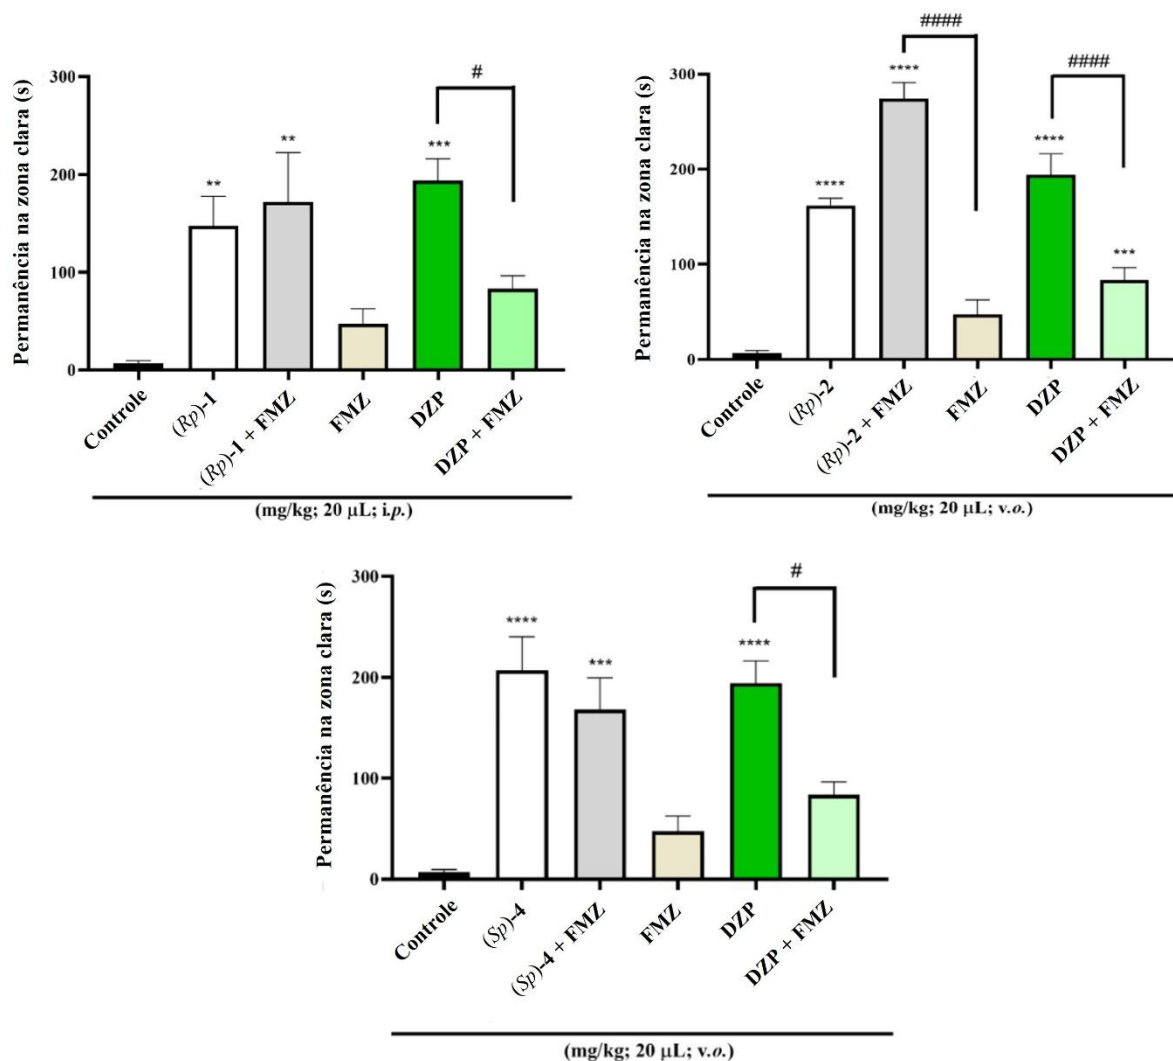 Permanência na zona clara (s)
300
200
100
0
**
**
***
#
Controle
(Rp)-1
(Rp)-1 + FMZ
FMZ
DZP
DZP + FMZ
(mg/kg; 20 µL; i.p.)
Permanência na zona clara (s)
300
200
100
0
****
****
####
****
####
***
Controle
(Rp)-2
(Rp)-2 + FMZ
FMZ
DZP
DZP + FMZ
(mg/kg; 20 µL; v.o.)
Permanência na zona clara (s)
300
200
100
0
****
***
****
#
Controle
(Sp)-4
(Sp)-4 + FMZ
FMZ
DZP
DZP + FMZ
(mg/kg; 20 µL; v.o.)